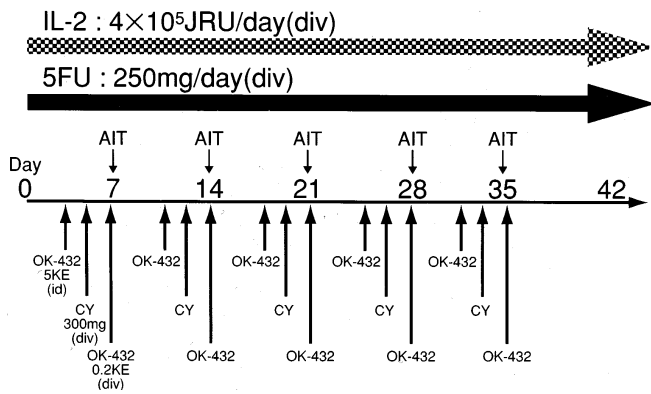 IL-2 : 4×10⁵JRU/day(div)
5FU : 250mg/day(div)
AIT AIT AIT AIT AIT
Day
0 7 14 21 28 35 42
OK-432 OK-432 OK-432 OK-432 OK-432
5KE
(id)
CY CY CY CY CY
300mg
(div)
OK-432 OK-432 OK-432 OK-432 OK-432
0.2KE
(div)